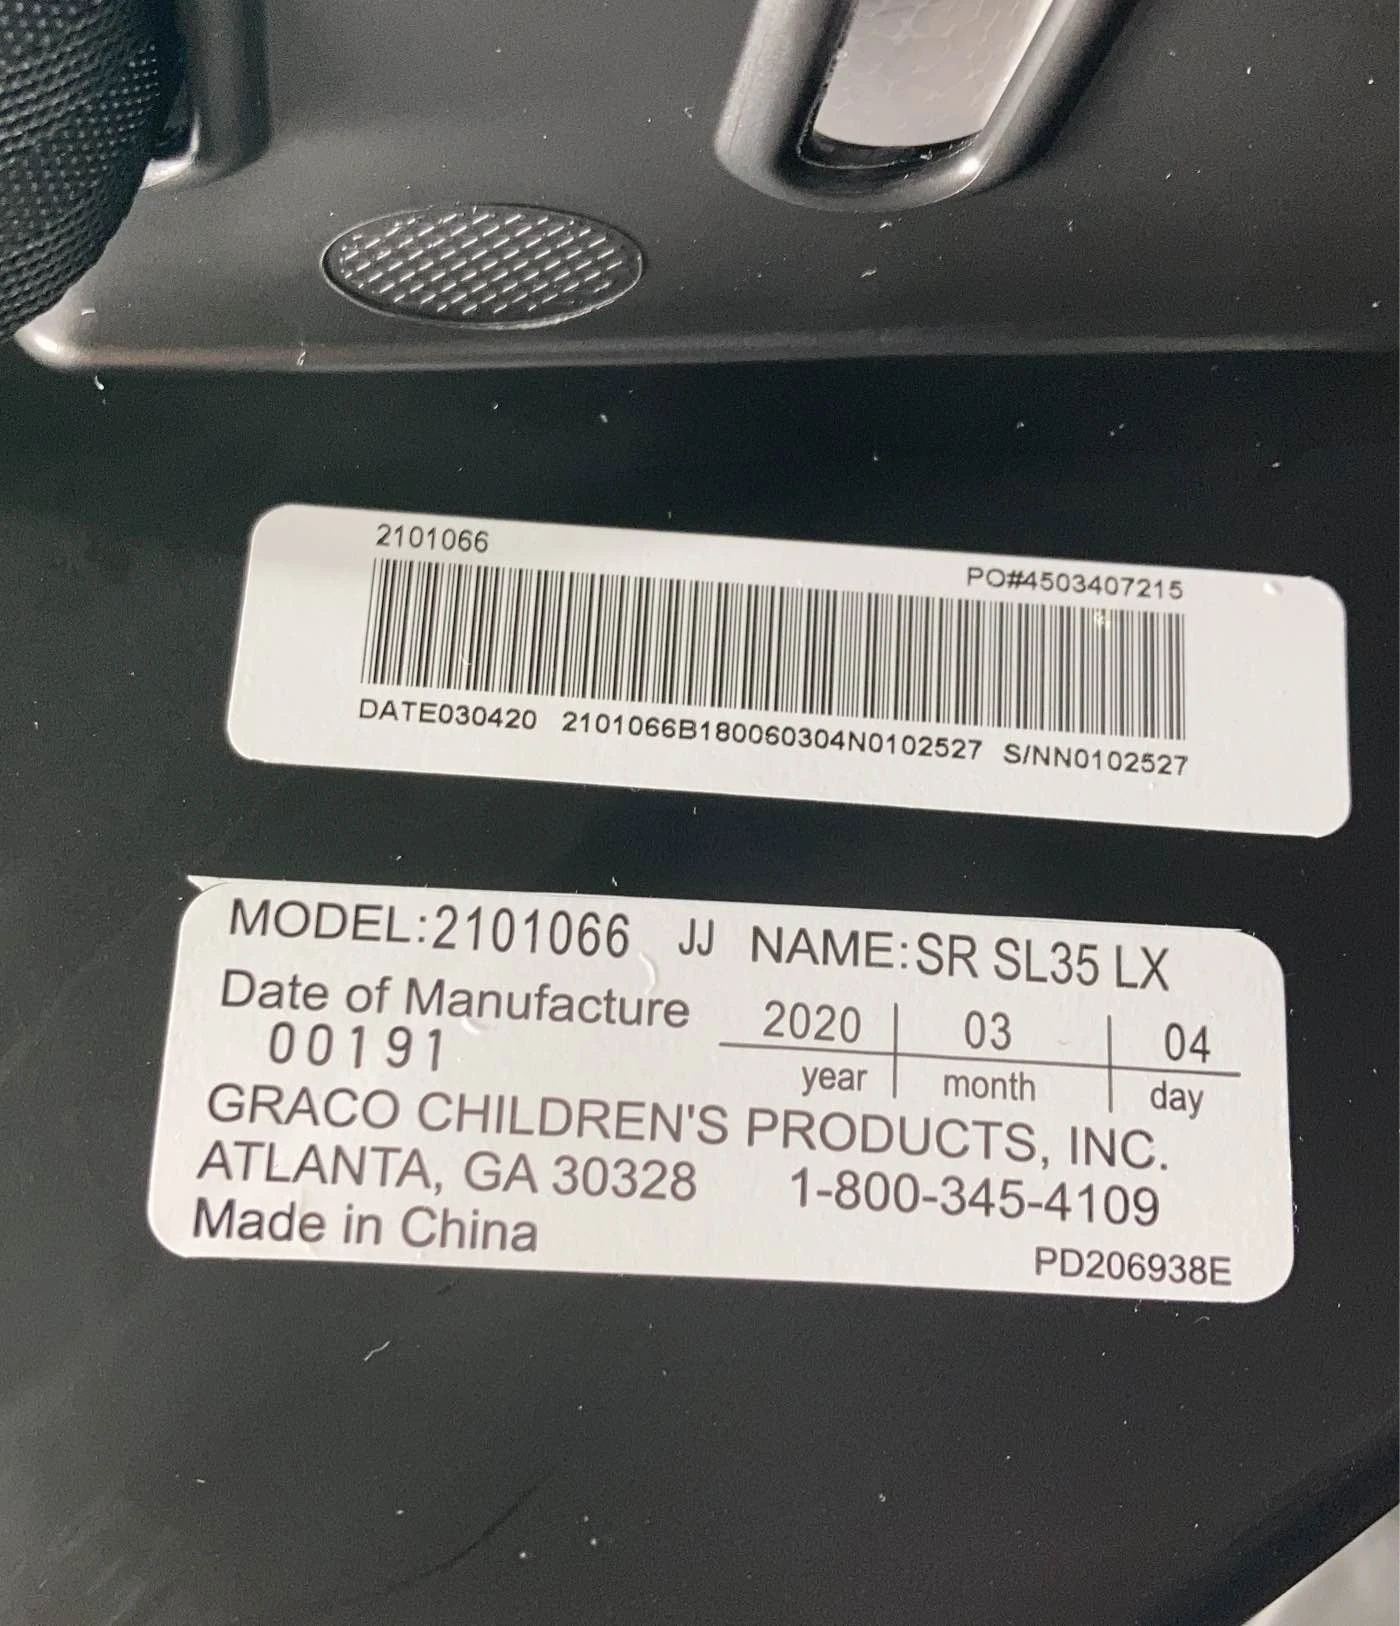 2101066
PO#4503407215
DATE030420 2101066B180060304N0102527 S/NN0102527
MODEL:2101066 JJ NAME:SR SL35 LX
Date of Manufacture 2020 03 04
00191 year month day
GRACO CHILDREN'S PRODUCTS, INC.
ATLANTA, GA 30328 1-800-345-4109
Made in China
PD206938E